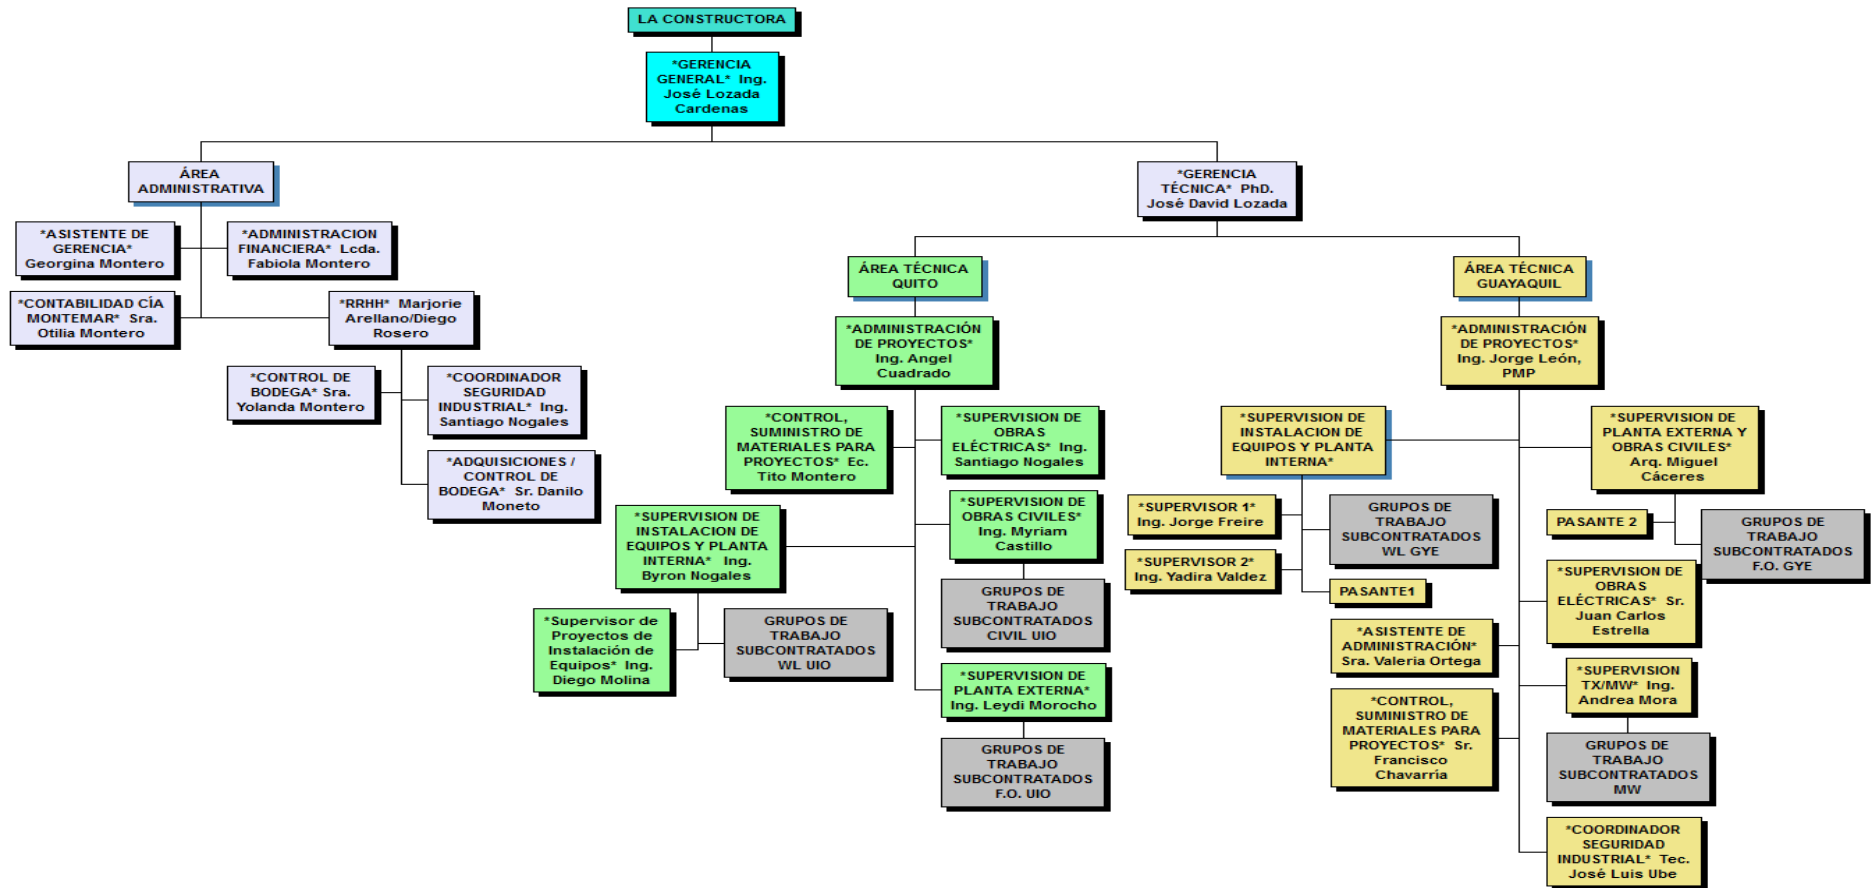 LA CONSTRUCTORA
*GERENCIA
GENERAL* Ing.
José Lozada
Cardenas
ÁREA
ADMINISTRATIVA
*GERENCIA
TÉCNICA* PhD.
José David Lozada
*ASISTENTE DE
GERENCIA*
Georgina Montero
*ADMINISTRACION
FINANCIERA* Lcda.
Fabiola Montero
*CONTABILIDAD CÍA
MONTEMAR* Sra.
Otilia Montero
*RRHH* Marjorie
Arellano/Diego
Rosero
*CONTROL DE
BODEGA* Sra.
Yolanda Montero
*COORDINADOR
SEGURIDAD
INDUSTRIAL* Ing.
Santiago Nogales
*ADQUISICIONES /
CONTROL DE
BODEGA* Sr. Danilo
Moneto
ÁREA TÉCNICA
QUITO
*ADMINISTRACIÓN
DE PROYECTOS*
Ing. Angel
Cuadrado
*CONTROL,
SUMINISTRO DE
MATERIALES PARA
PROYECTOS* Ec.
Tito Montero
*SUPERVISION DE
OBRAS
ELÉCTRICAS* Ing.
Santiago Nogales
*SUPERVISION DE
INSTALACION DE
EQUIPOS Y PLANTA
INTERNA* Ing.
Byron Nogales
*SUPERVISION DE
OBRAS CIVILES*
Ing. Myriam
Castillo
GRUPOS DE
TRABAJO
SUBCONTRATADOS
CIVIL UIO
*Supervisor de
Proyectos de
Instalación de
Equipos* Ing.
Diego Molina
GRUPOS DE
TRABAJO
SUBCONTRATADOS
WL UIO
*SUPERVISION DE
PLANTA EXTERNA*
Ing. Leydi Morocho
GRUPOS DE
TRABAJO
SUBCONTRATADOS
F.O. UIO
ÁREA TÉCNICA
GUAYAQUIL
*ADMINISTRACIÓN
DE PROYECTOS*
Ing. Jorge León,
PMP
*SUPERVISION DE
INSTALACION DE
EQUIPOS Y PLANTA
INTERNA*
*SUPERVISION DE
PLANTA EXTERNA Y
OBRAS CIVILES*
Arq. Miguel
Cáceres
*SUPERVISOR 1*
Ing. Jorge Freire
GRUPOS DE
TRABAJO
SUBCONTRATADOS
WL GYE
*SUPERVISOR 2*
Ing. Yadira Valdez
PASANTE1
PASANTE 2
GRUPOS DE
TRABAJO
SUBCONTRATADOS
F.O. GYE
*SUPERVISION DE
OBRAS
ELÉCTRICAS* Sr.
Juan Carlos
Estrella
*ASISTENTE DE
ADMINISTRACIÓN*
Sra. Valeria Ortega
*SUPERVISION
TX/MW* Ing.
Andrea Mora
*CONTROL,
SUMINISTRO DE
MATERIALES PARA
PROYECTOS* Sr.
Francisco
Chavarría
GRUPOS DE
TRABAJO
SUBCONTRATADOS
MW
*COORDINADOR
SEGURIDAD
INDUSTRIAL* Tec.
José Luis Ube